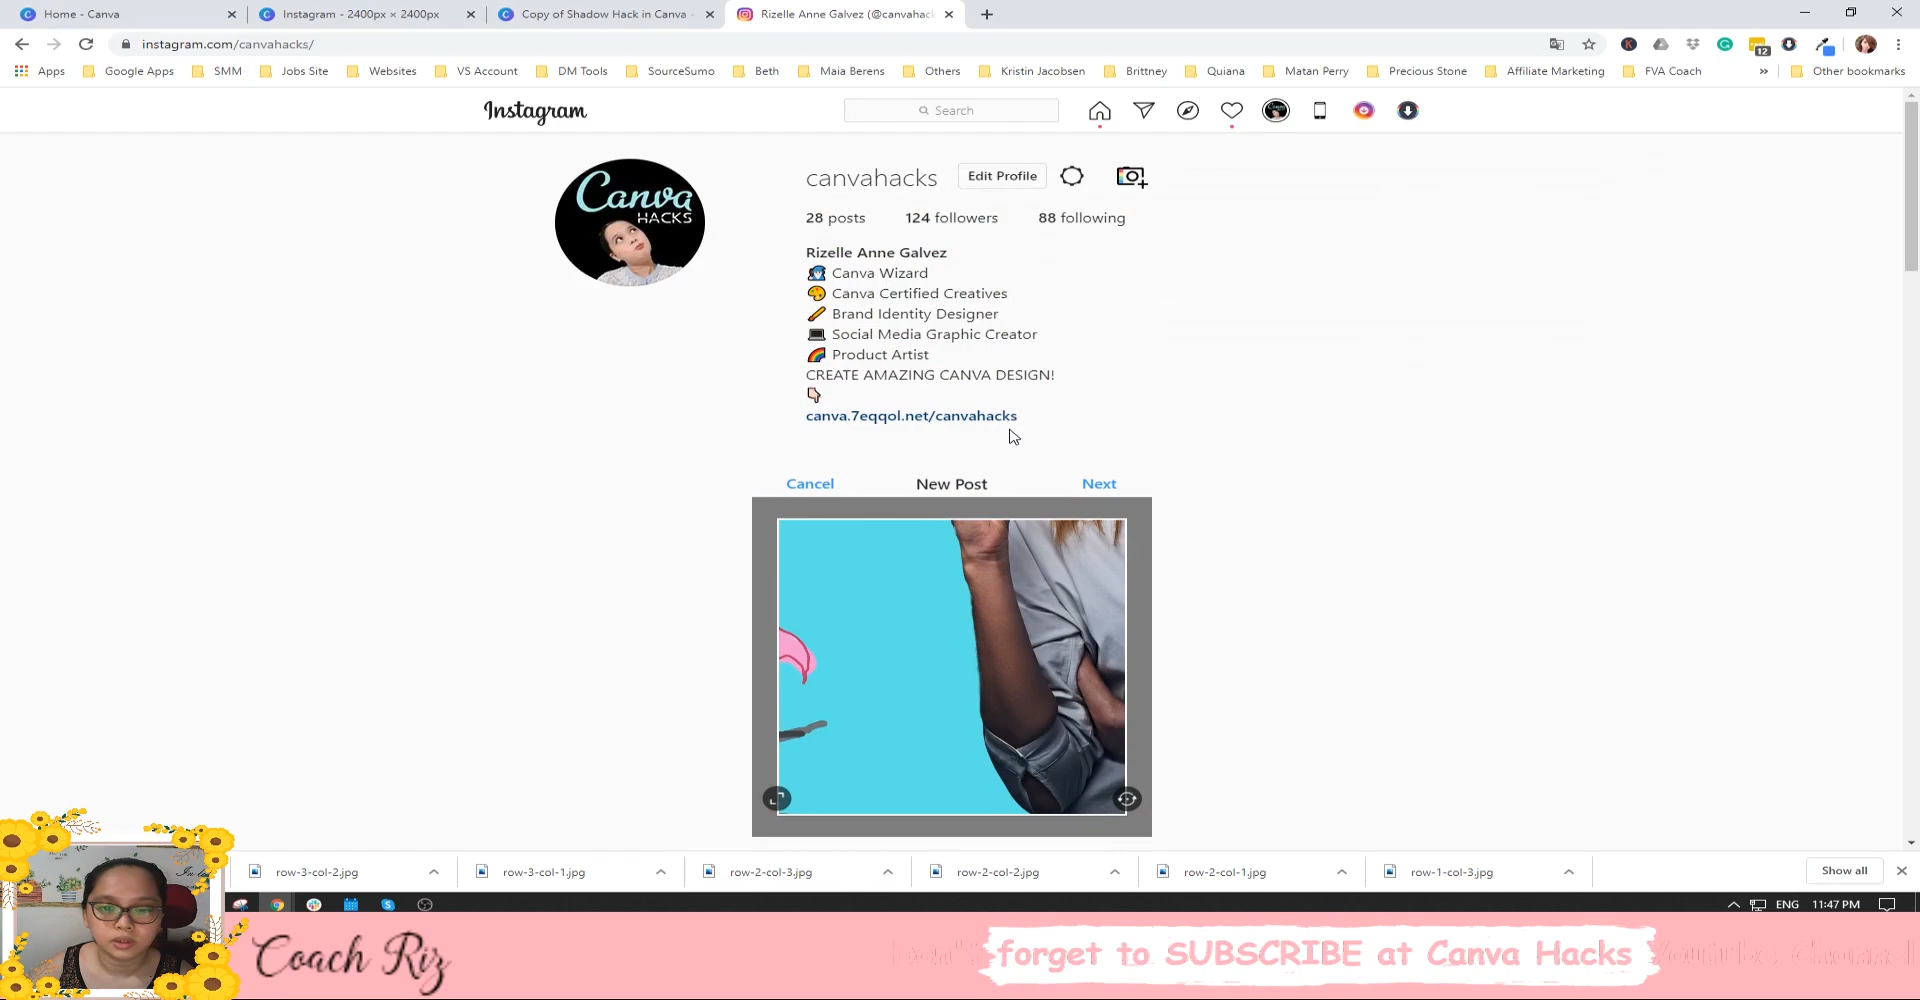 Home - Canva
Instagram - 2400px × 2400px
Copy of Shadow Hack in Canva -
Rizelle Anne Galvez (@canvahac
instagram.com/canvahacks/
12
Apps
Google Apps
SMM
Jobs Site
Websites
VS Account
DM Tools
SourceSumo
Beth
Maia Berens
Others
Kristin Jacobsen
Brittney
Quiana
Matan Perry
Precious Stone
Affiliate Marketing
FVA Coach
»
Other bookmarks
Instagram
Search
Canva
HACKS
canvahacks
Edit Profile
28 posts
124 followers
88 following
Rizelle Anne Galvez
Canva Wizard
Canva Certified Creatives
Brand Identity Designer
Social Media Graphic Creator
Product Artist
CREATE AMAZING CANVA DESIGN!
canva.7eqqol.net/canvahacks
Cancel
New Post
Next
row-3-col-2.jpg
row-3-col-1.jpg
row-2-col-3.jpg
row-2-col-2.jpg
row-2-col-1.jpg
row-1-col-3.jpg
Show all
ENG
11:47 PM
Coach Riz
Don't forget to SUBSCRIBE at Canva Hacks Youtube Channel